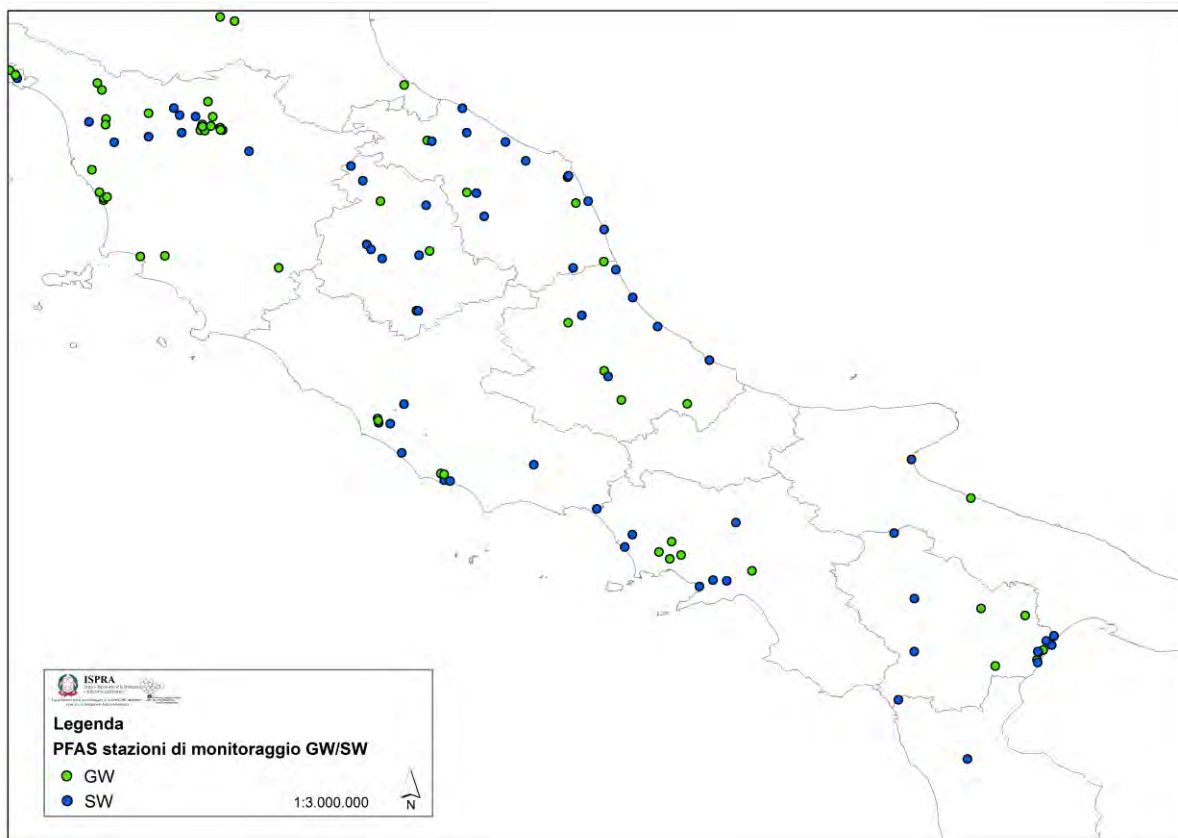 ISPRA
Legenda
PFAS stazioni di monitoraggio GW/SW
GW
SW
1:3.000.000
N